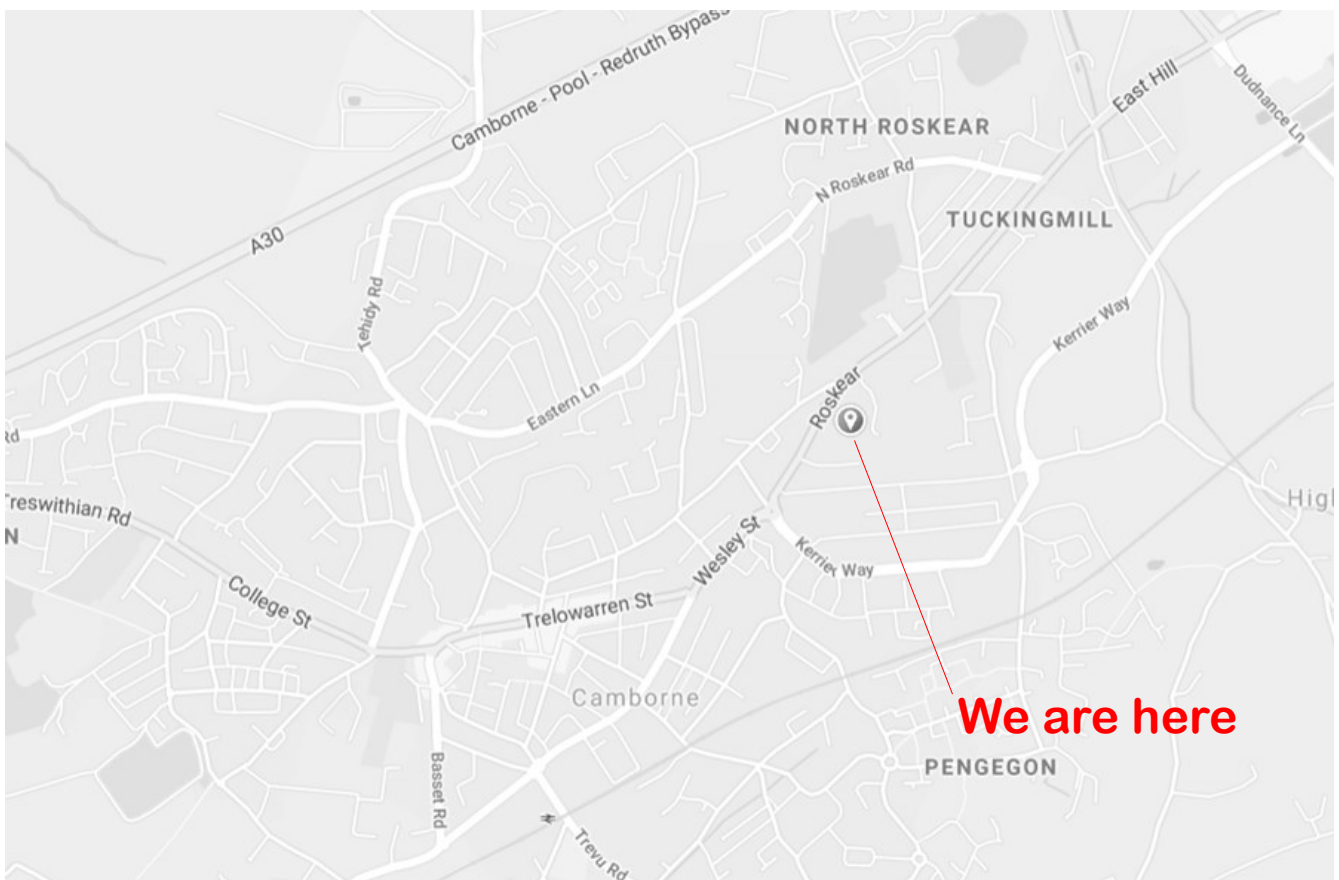 Camborne - Pool - Redruth Bypass
East Hill
Dudnance Ln
NORTH ROSKEAR
N Roskear Rd
TUCKINGMILL
A30
Tehidy Rd
Kerrier Way
Eastern Ln
Roskear
Rd
Treswithian Rd
High
N
Wesley St
Kerrier Way
College St
Trelowarren St
Camborne
We are here
PENGEGON
Basset Rd
Trevu Rd